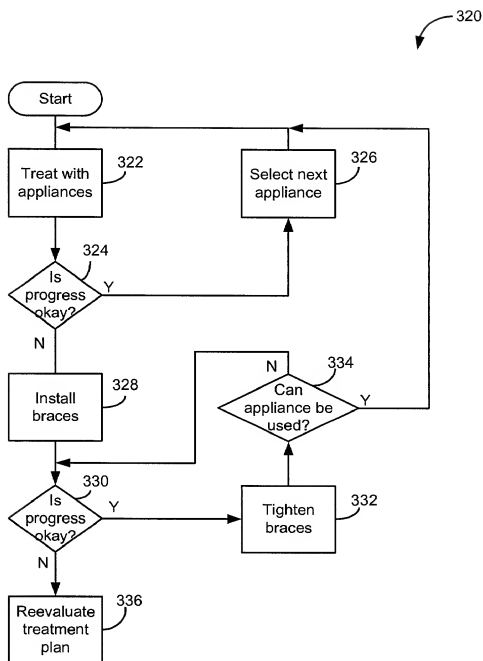 320
Start
Treat with
appliances
322
Select next
appliance
326
324
Is
progress
okay?
Y
N
Install
braces
328
N
334
Can
appliance be
used?
Y
330
Is
progress
okay?
Y
Tighten
braces
332
N
Reevaluate
treatment
plan
336